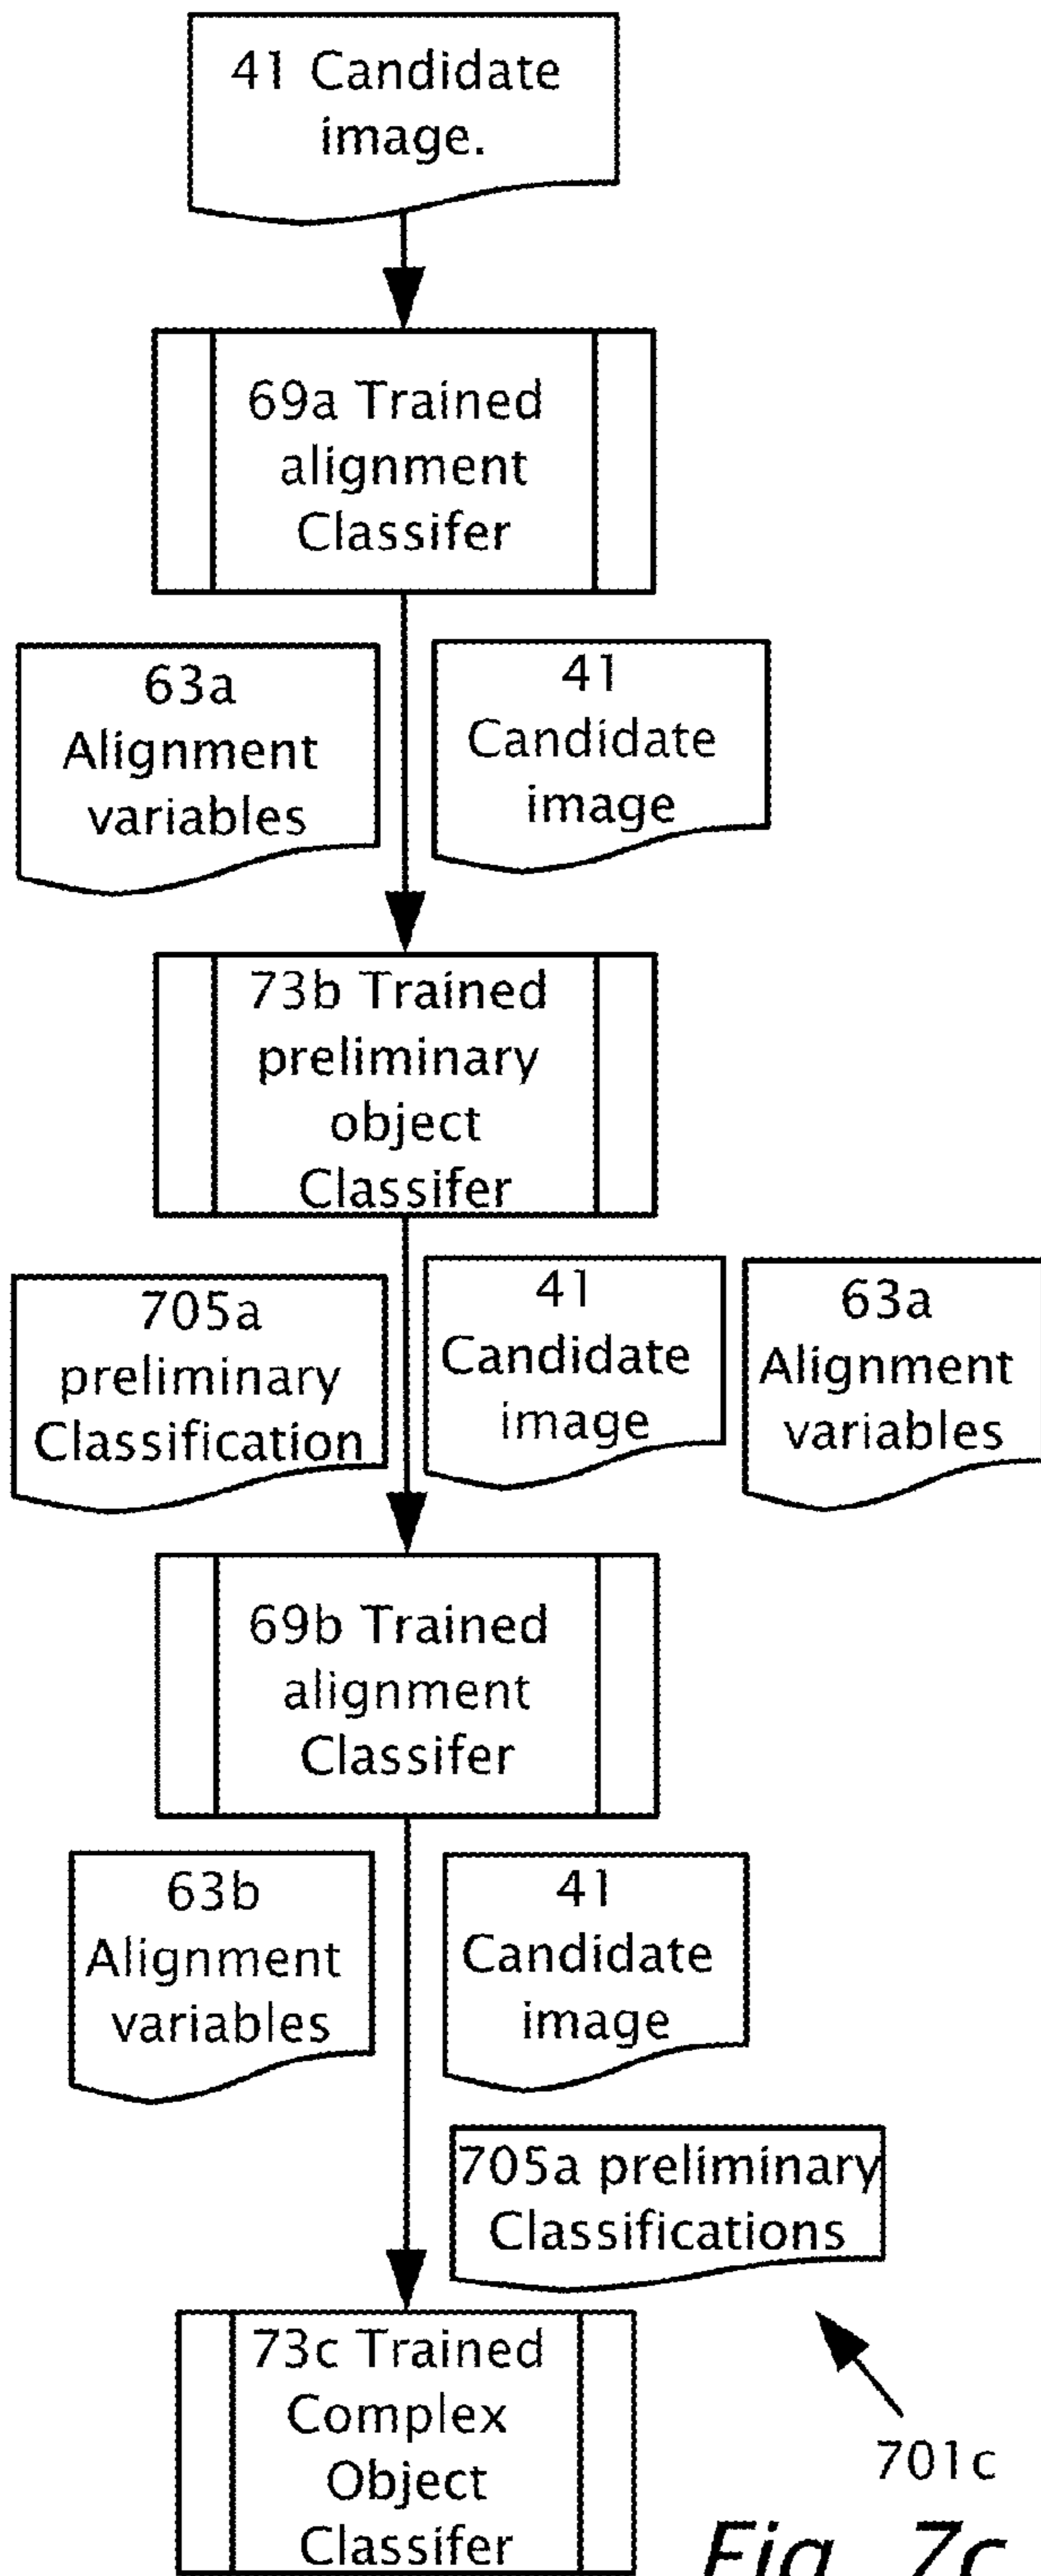 41 Candidate
image.
69a Trained
alignment
Classifer
63a
Alignment
variables
41
Candidate
image
73b Trained
preliminary
object
Classifer
705a
preliminary
Classification
41
Candidate
image
63a
Alignment
variables
69b Trained
alignment
Classifer
63b
Alignment
variables
41
Candidate
image
705a preliminary
Classifications
73c Trained
Complex
Object
Classifer
701c
Fig. 7c